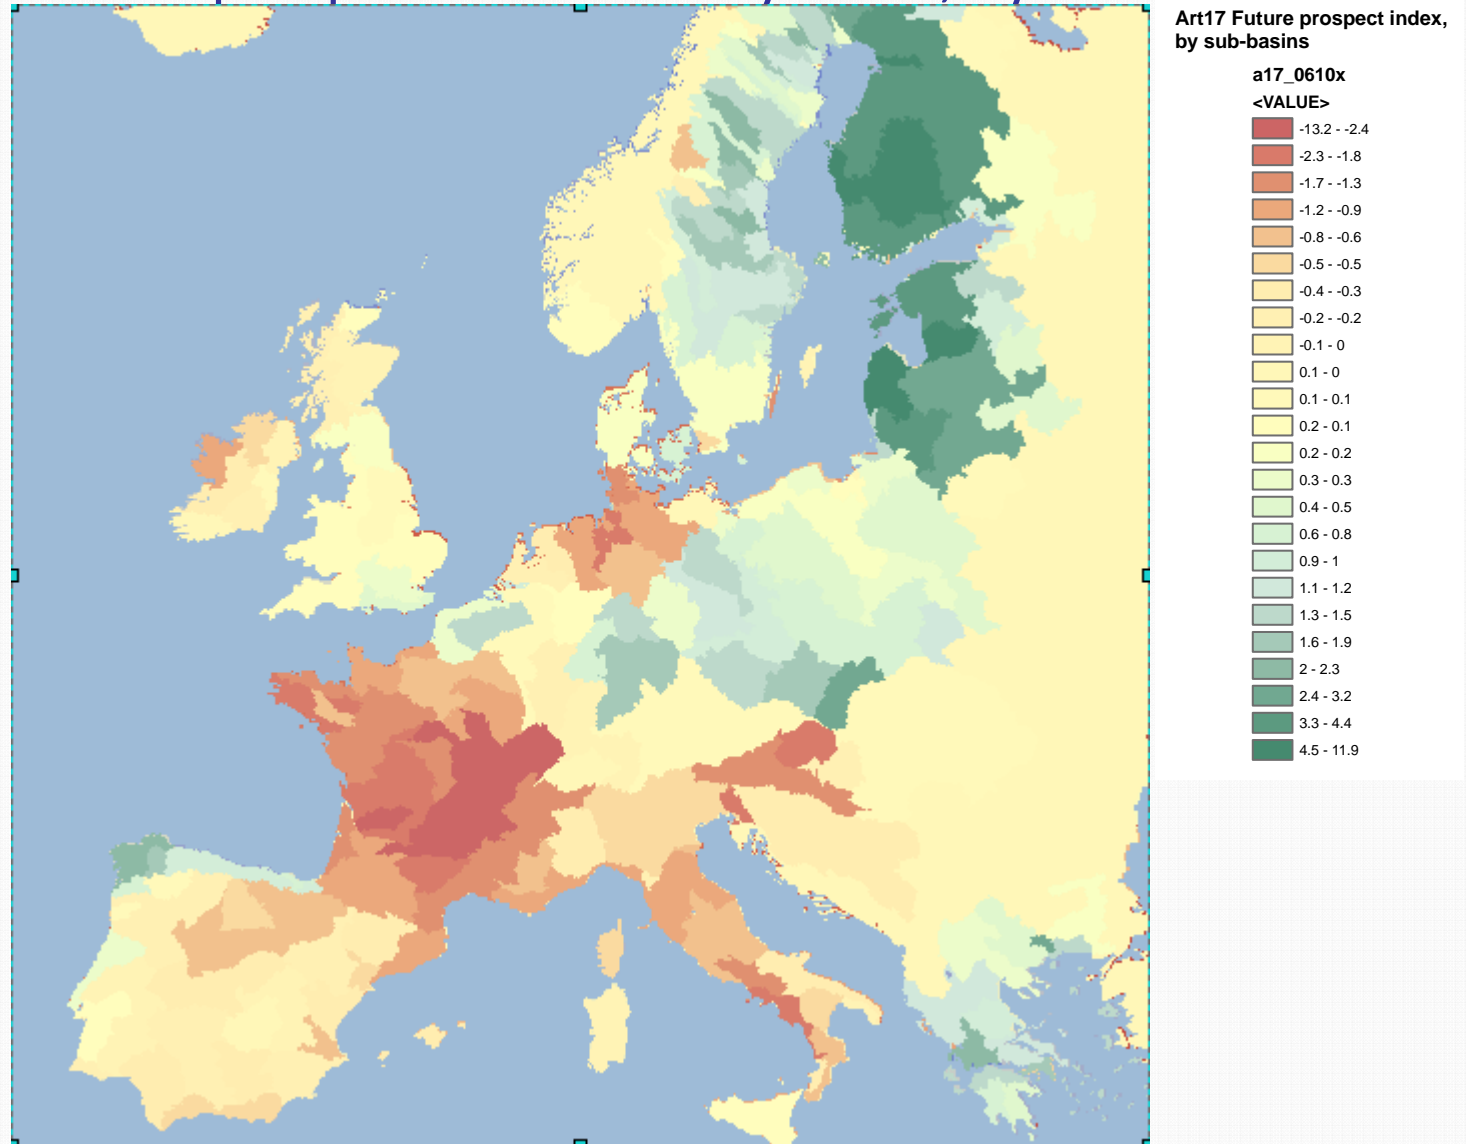 Art17 Future prospect index,
by sub-basins
a17_0610x
<VALUE>
-13.2 - -2.4
-2.3 - -1.8
-1.7 - -1.3
-1.2 - -0.9
-0.8 - -0.6
-0.5 - -0.5
-0.4 - -0.3
-0.2 - -0.2
-0.1 - 0
0.1 - 0
0.1 - 0.1
0.2 - 0.1
0.2 - 0.2
0.3 - 0.3
0.4 - 0.5
0.6 - 0.8
0.9 - 1
1.1 - 1.2
1.3 - 1.5
1.6 - 1.9
2 - 2.3
2.4 - 3.2
3.3 - 4.4
4.5 - 11.9